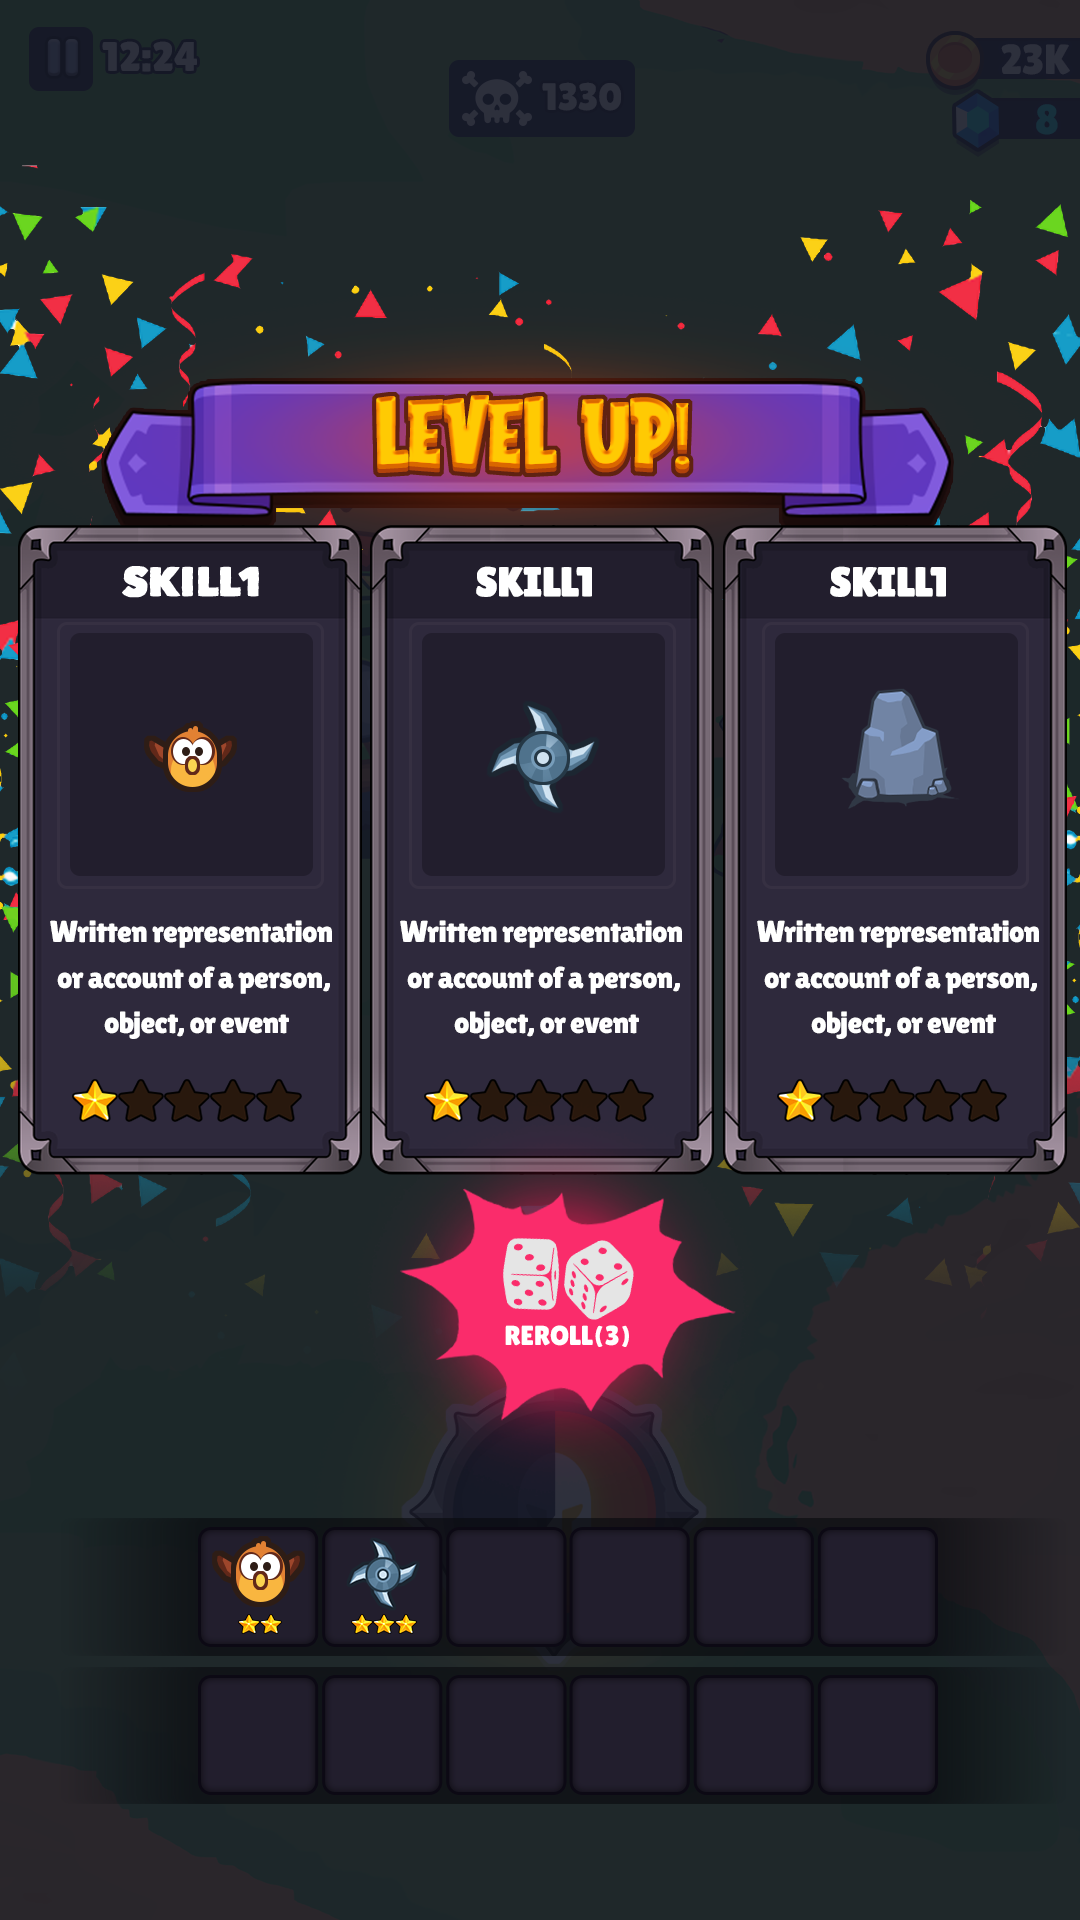 12:24
1330
23K
8
LEVEL UP!
SKILL1
SKILL1
SKILL1
Written representation
or account of a person,
object, or event
Written representation
or account of a person,
object, or event
Written representation
or account of a person,
object, or event
REROLL(3)